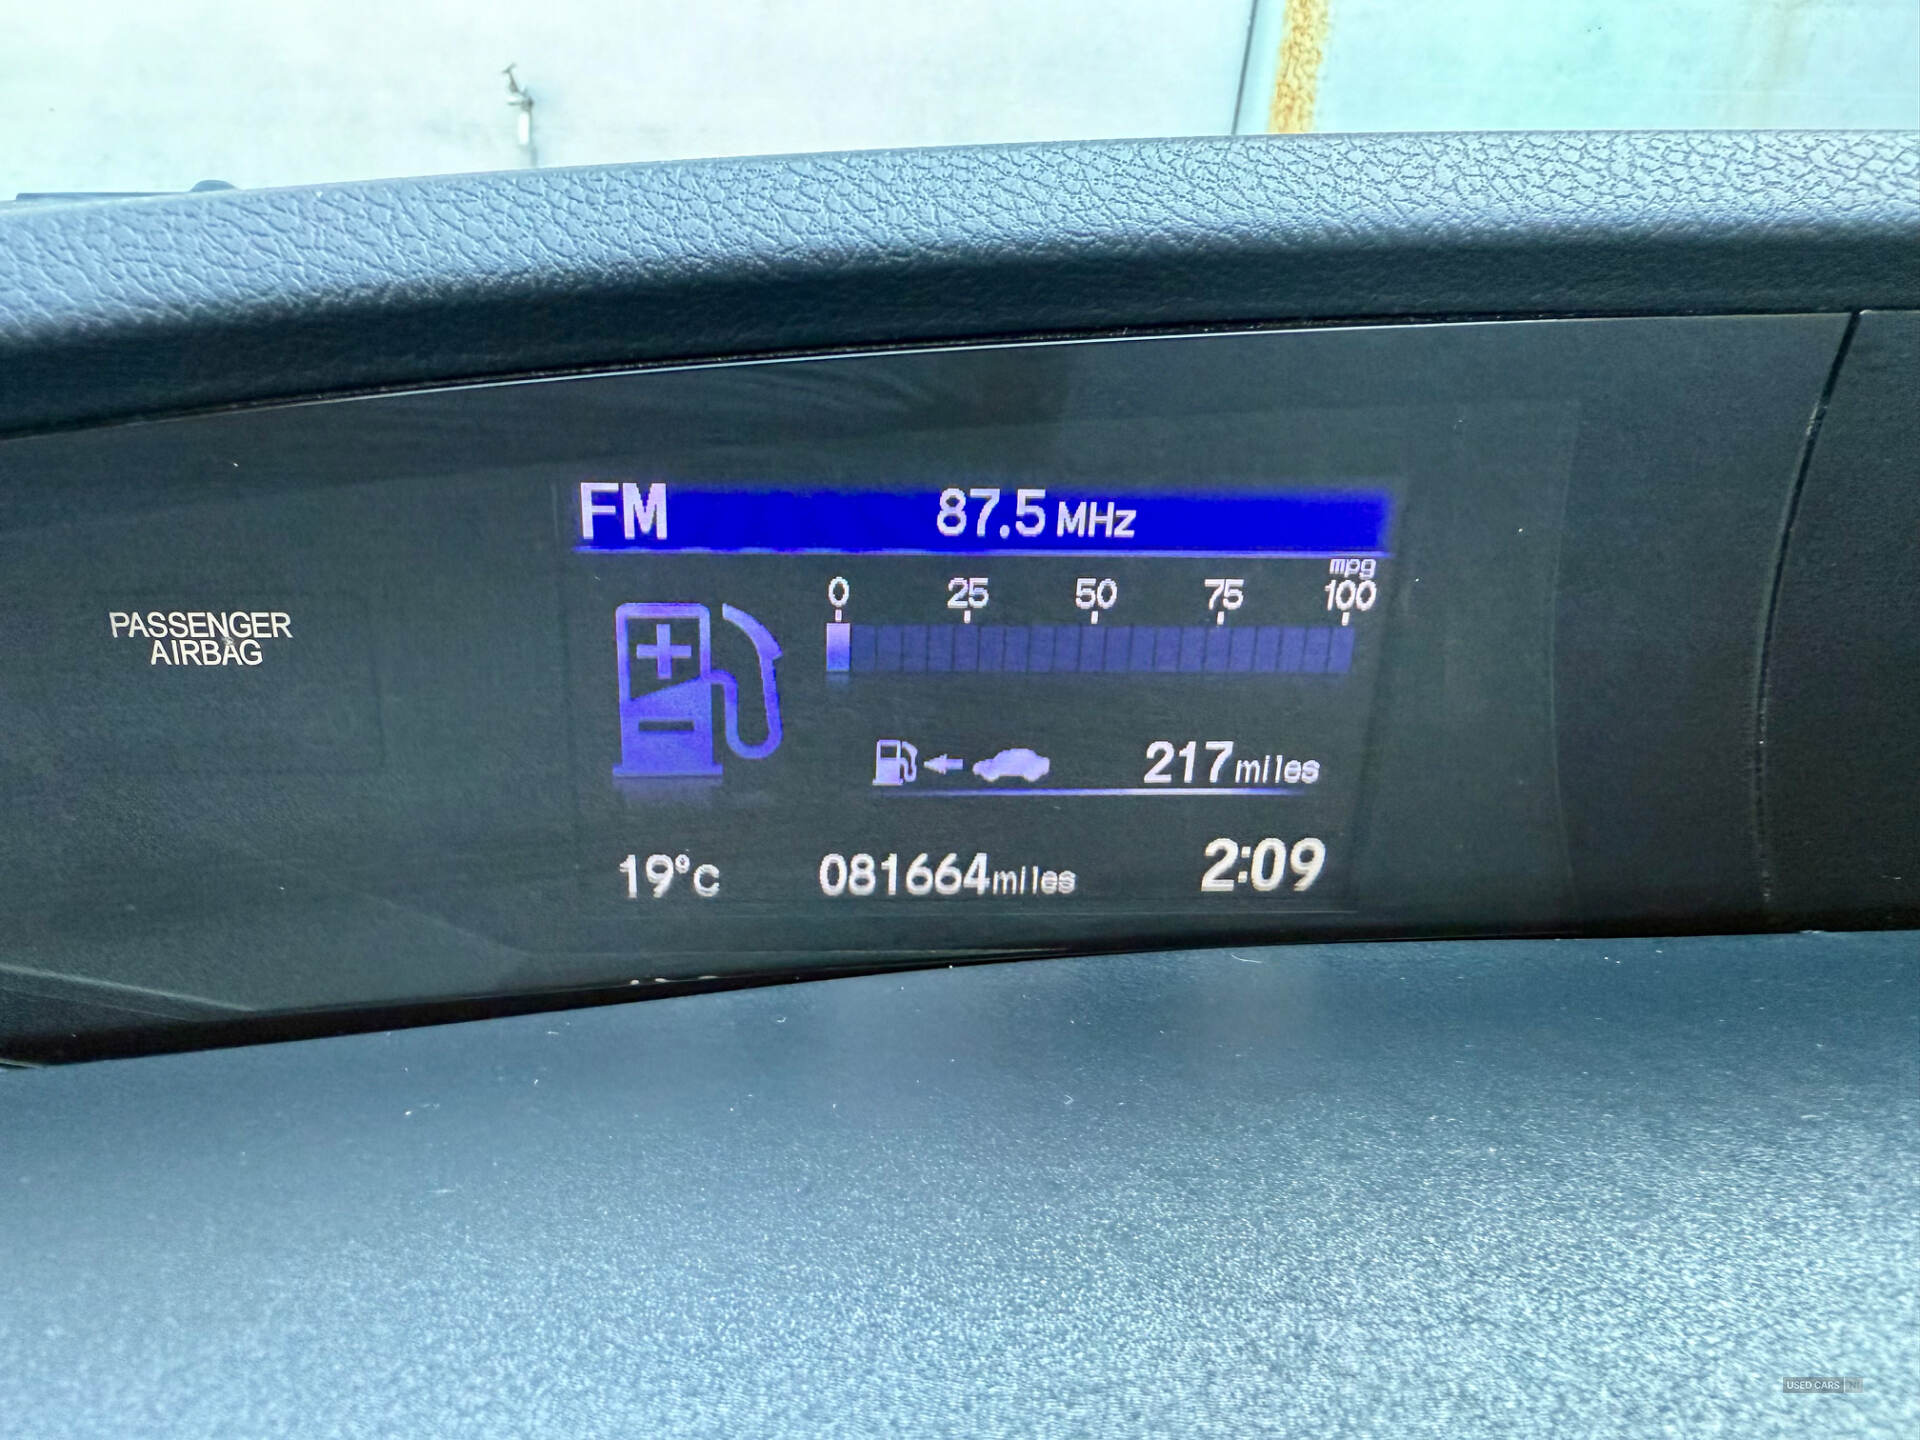 FM 87.5 MHz
mpg
0 25 50 75 100
PASSENGER
AIRBAG
217 miles
19°C 081664 miles 2:09
USED CARS NI